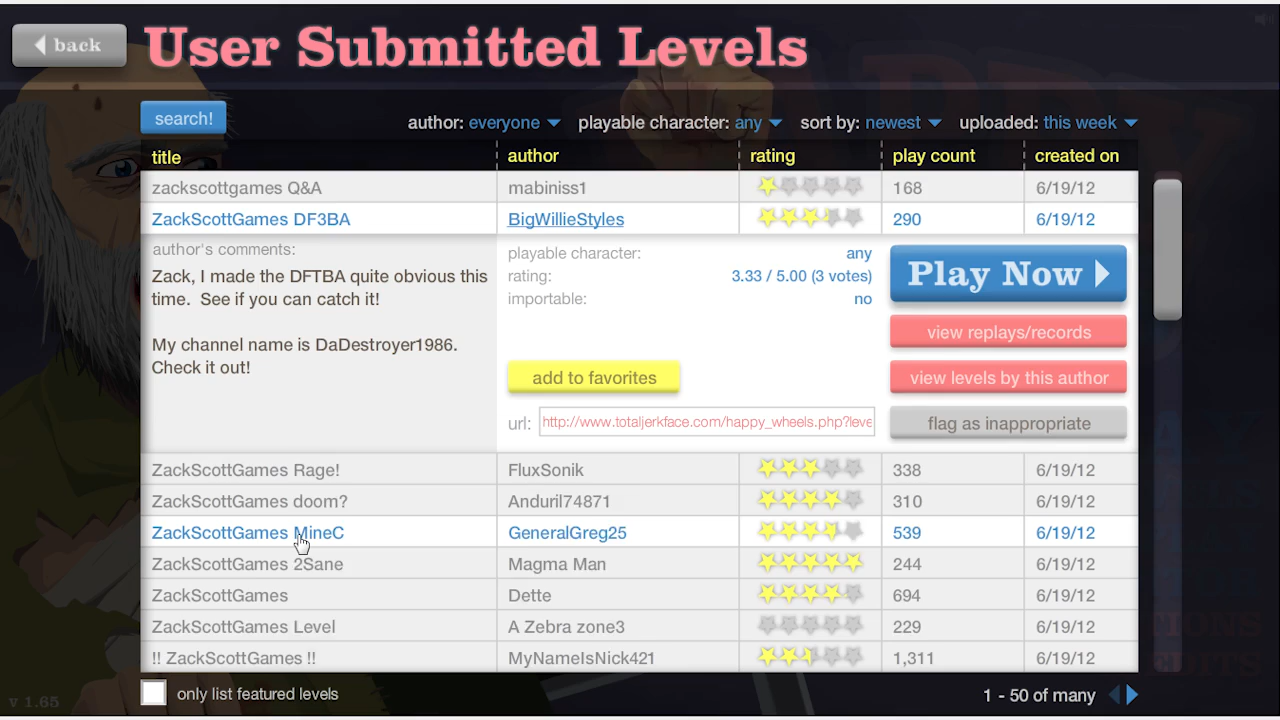 back
User Submitted Levels
search!
author: everyone playable character: any sort by: newest uploaded: this week
title author rating play count created on
zackscottgames Q&A mabiniss1 168 6/19/12
ZackScottGames DF3BA BigWillieStyles 290 6/19/12
author's comments:
Zack, I made the DFTBA quite obvious this
time.  See if you can catch it!
My channel name is DaDestroyer1986.
Check it out!
playable character: any
rating: 3.33 / 5.00 (3 votes)
importable: no
add to favorites
url: http://www.totaljerkface.com/happy_wheels.php?leve
Play Now
view replays/records
view levels by this author
flag as inappropriate
ZackScottGames Rage! FluxSonik 338 6/19/12
ZackScottGames doom? Anduril74871 310 6/19/12
ZackScottGames MineC GeneralGreg25 539 6/19/12
ZackScottGames 2Sane Magma Man 244 6/19/12
ZackScottGames Dette 694 6/19/12
ZackScottGames Level A Zebra zone3 229 6/19/12
!! ZackScottGames !! MyNameIsNick421 1,311 6/19/12
only list featured levels
1 - 50 of many
v 1.65